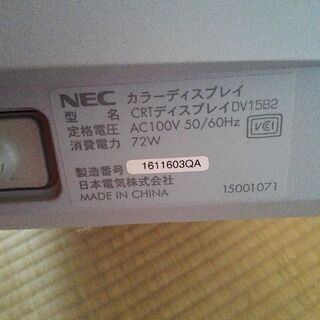 NEC カラーディスプレイ
型 名 CRTディスプレイDV15B2
定格電圧 AC100V 50/60Hz
消費電力 72W
VCI
製造番号 1611603QA
日本電気株式会社
MADE IN CHINA 15001071